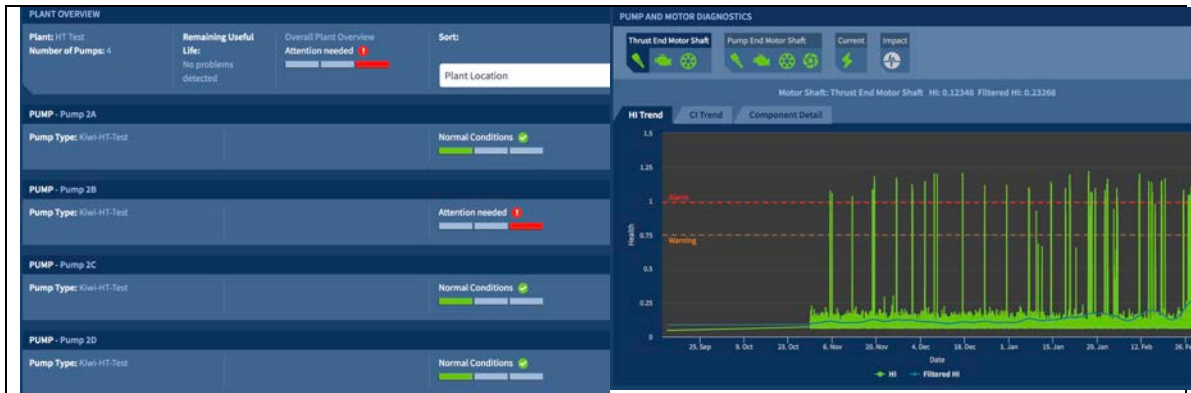 PLANT OVERVIEW
Plant: HT Test
Number of Pumps: 4
Remaining Useful
Life:
No problems
detected
Overall Plant Overview
Attention needed
Sort:
Plant Location
PUMP - Pump 2A
Pump Type: Kiwi-HT-Test
Normal Conditions
PUMP - Pump 2B
Pump Type: Kiwi-HT-Test
Attention needed
PUMP - Pump 2C
Pump Type: Kiwi-HT-Test
Normal Conditions
PUMP - Pump 2D
Pump Type: Kiwi-HT-Test
Normal Conditions
PUMP AND MOTOR DIAGNOSTICS
Thrust End Motor Shaft
Pump End Motor Shaft
Current
Impact
Motor Shaft: Thrust End Motor Shaft HI: 0.12348 Filtered HI: 0.23266
HI Trend
CI Trend
Component Detail
1.5
1.25
1
0.75
0.5
0.25
0
Health
Alarm
Warning
25. Sep 9. Oct 23. Oct 6. Nov 20. Nov 4. Dec 18. Dec 1. Jan 15. Jan 29. Jan 12. Feb 26. Fe
Date
HI Filtered HI